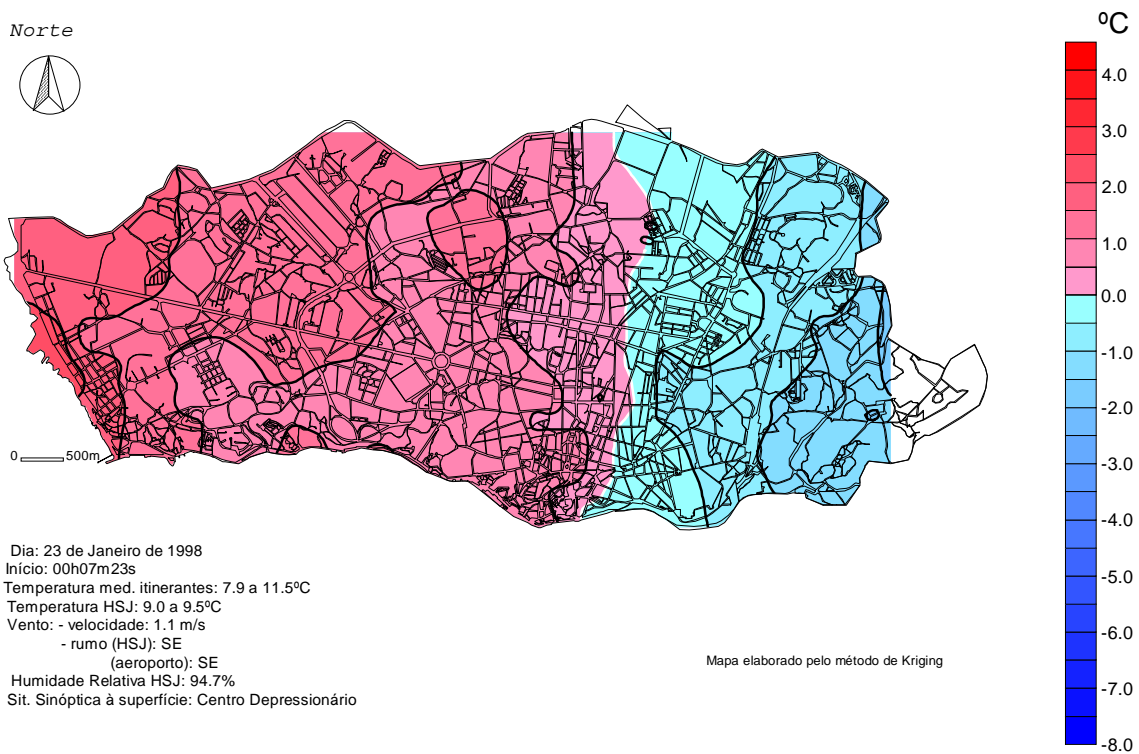 Norte
ºC
4.0
3.0
2.0
1.0
0.0
-1.0
-2.0
-3.0
-4.0
-5.0
-6.0
-7.0
-8.0
0 500m
Dia: 23 de Janeiro de 1998
Início: 00h07m23s
Temperatura med. itinerantes: 7.9 a 11.5ºC
Temperatura HSJ: 9.0 a 9.5ºC
Vento: - velocidade: 1.1 m/s
- rumo (HSJ): SE
(aeroporto): SE
Humidade Relativa HSJ: 94.7%
Sit. Sinóptica à superfície: Centro Depressionário
Mapa elaborado pelo método de Kriging